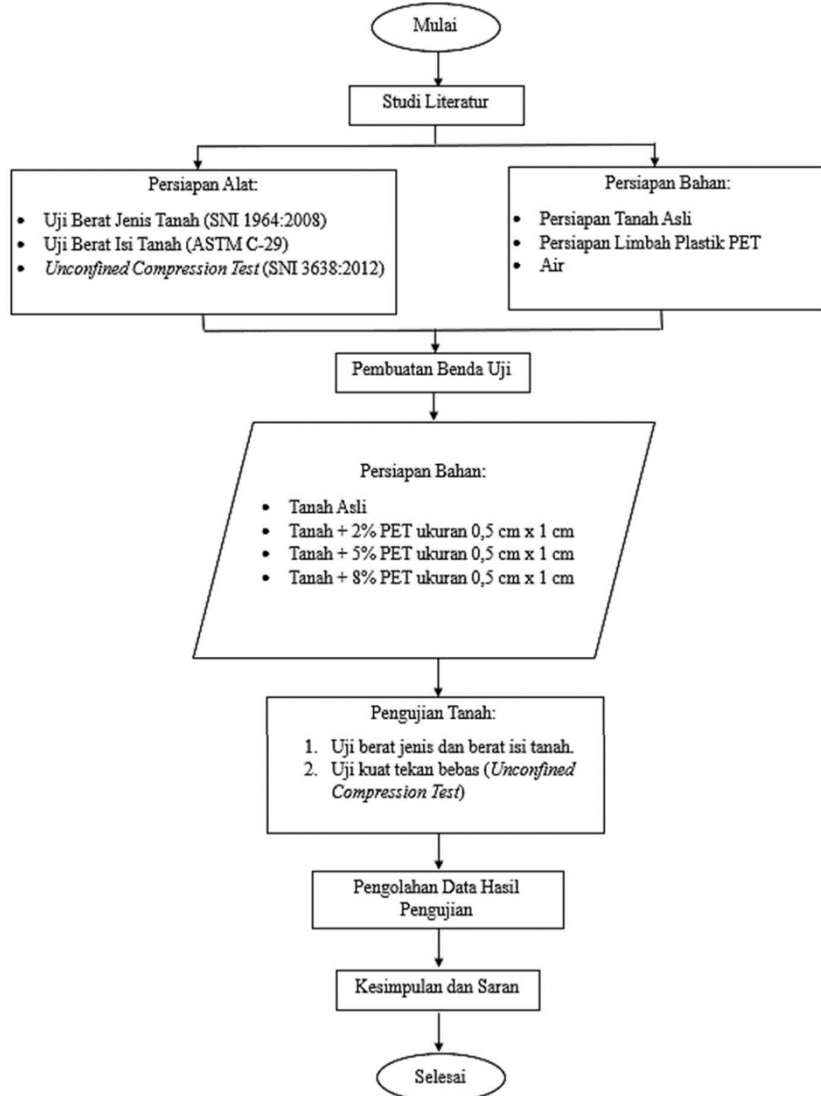 Mulai
Studi Literatur
Persiapan Alat:
• Uji Berat Jenis Tanah (SNI 1964:2008)
• Uji Berat Isi Tanah (ASTM C-29)
• Unconfined Compression Test (SNI 3638:2012)
Persiapan Bahan:
• Persiapan Tanah Asli
• Persiapan Limbah Plastik PET
• Air
Pembuatan Benda Uji
Persiapan Bahan:
• Tanah Asli
• Tanah + 2% PET ukuran 0,5 cm x 1 cm
• Tanah + 5% PET ukuran 0,5 cm x 1 cm
• Tanah + 8% PET ukuran 0,5 cm x 1 cm
Pengujian Tanah:
1. Uji berat jenis dan berat isi tanah.
2. Uji kuat tekan bebas (Unconfined
Compression Test)
Pengolahan Data Hasil
Pengujian
Kesimpulan dan Saran
Selesai